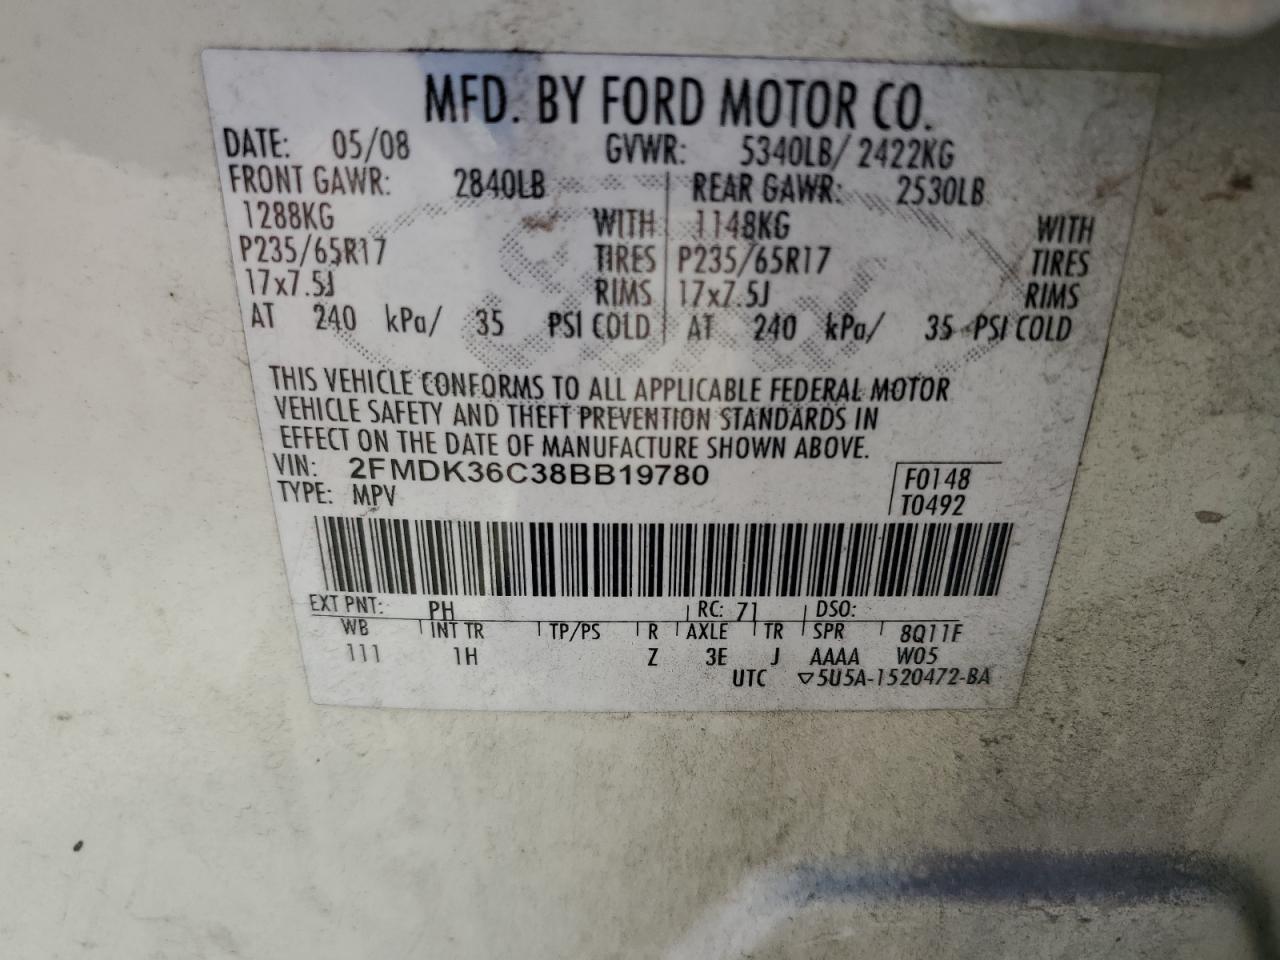 MFD. BY FORD MOTOR CO.
DATE: 05/08 GVWR: 5340LB/ 2422KG
FRONT GAWR: 2840LB REAR GAWR: 2530LB
1288KG WITH 1148KG WITH
P235/65R17 TIRES P235/65R17 TIRES
17x7.5J RIMS 17x7.5J RIMS
AT 240 kPa/ 35 PSI COLD AT 240 kPa/ 35 PSI COLD
THIS VEHICLE CONFORMS TO ALL APPLICABLE FEDERAL MOTOR
VEHICLE SAFETY AND THEFT PREVENTION STANDARDS IN
EFFECT ON THE DATE OF MANUFACTURE SHOWN ABOVE.
VIN: 2FMDK36C38BB19780 F0148
TYPE: MPV T0492
EXT PNT: PH RC: 71 DSO:
WB INT TR TP/PS R AXLE TR SPR 8Q11F
111 1H Z 3E J AAAA W05
UTC ▽5U5A-1520472-BA